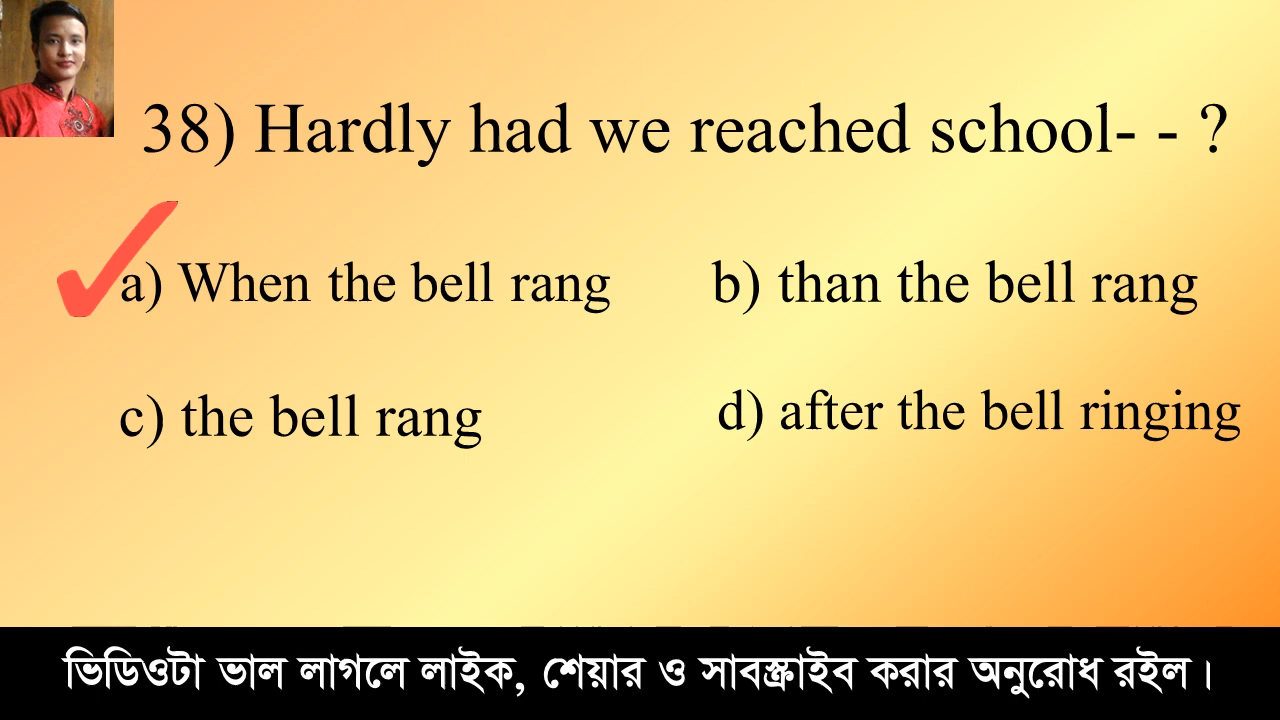 38) Hardly had we reached school- - ?
a) When the bell rang
b) than the bell rang
c) the bell rang
d) after the bell ringing
ভিডিওটা ভাল লাগলে লাইক, শেয়ার ও সাবস্ক্রাইব করার অনুরোধ রইল।